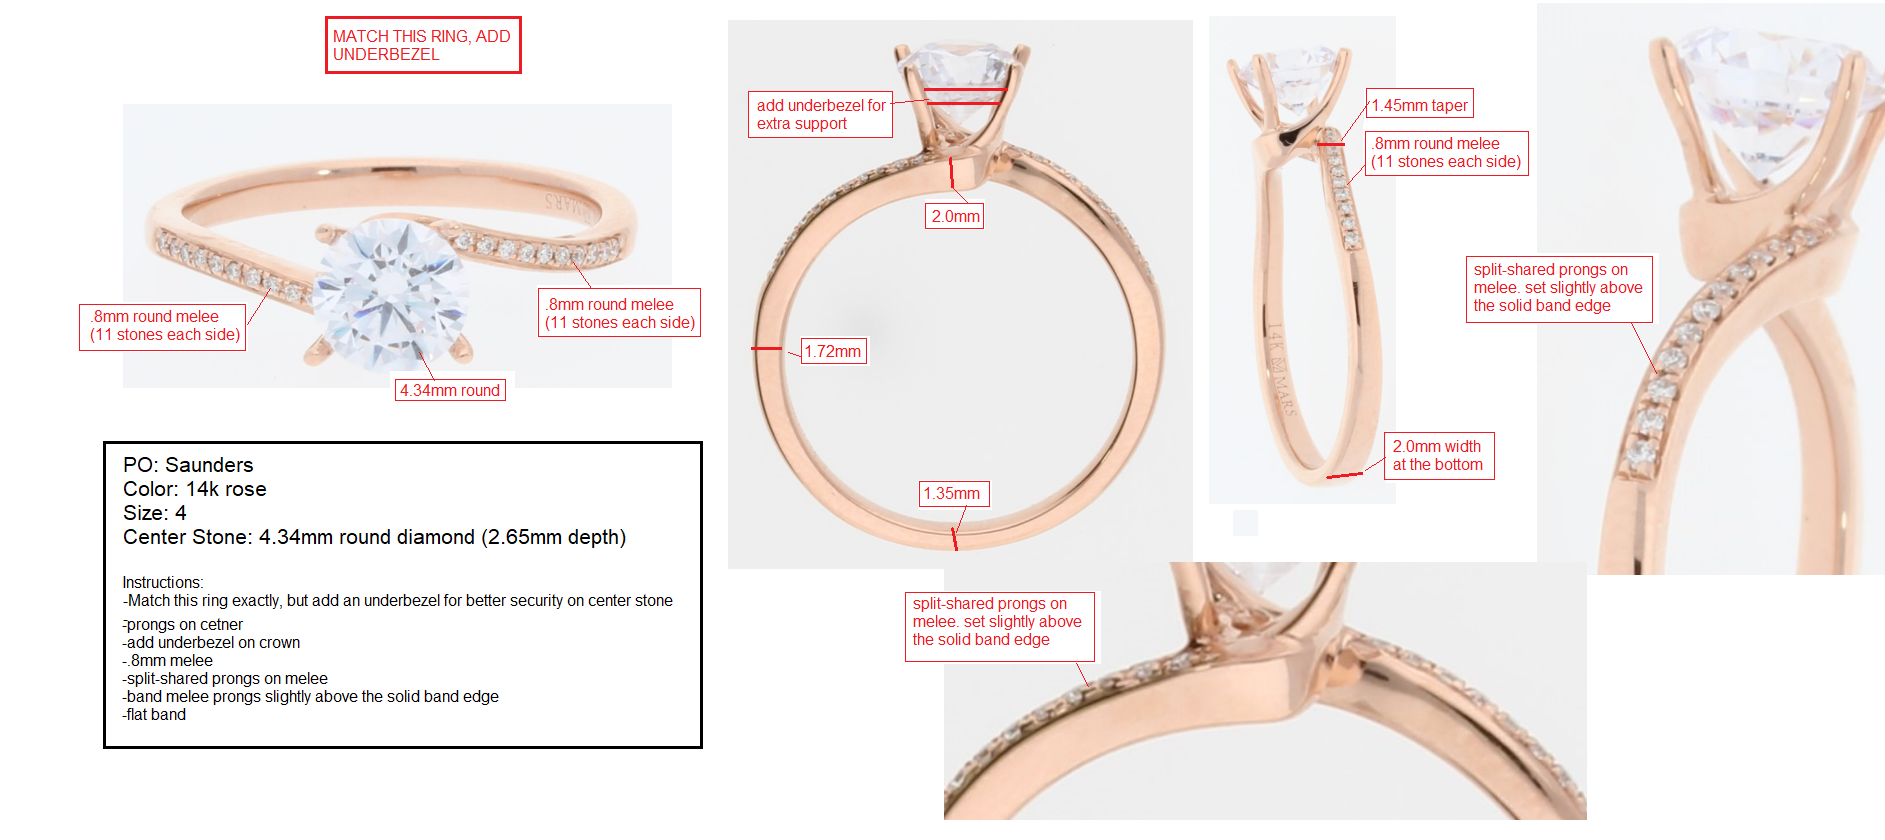 MATCH THIS RING, ADD
UNDERBEZEL
add underbezel for
extra support
1.45mm taper
.8mm round melee
(11 stones each side)
2.0mm
MARS
split-shared prongs on
melee. set slightly above
the solid band edge
.8mm round melee
(11 stones each side)
.8mm round melee
(11 stones each side)
4.34mm round
1.72mm
14K MARS
2.0mm width
at the bottom
1.35mm
PO: Saunders
Color: 14k rose
Size: 4
Center Stone: 4.34mm round diamond (2.65mm depth)
Instructions:
-Match this ring exactly, but add an underbezel for better security on center stone
-prongs on cetner
-add underbezel on crown
-.8mm melee
-split-shared prongs on melee
-band melee prongs slightly above the solid band edge
-flat band
split-shared prongs on
melee. set slightly above
the solid band edge